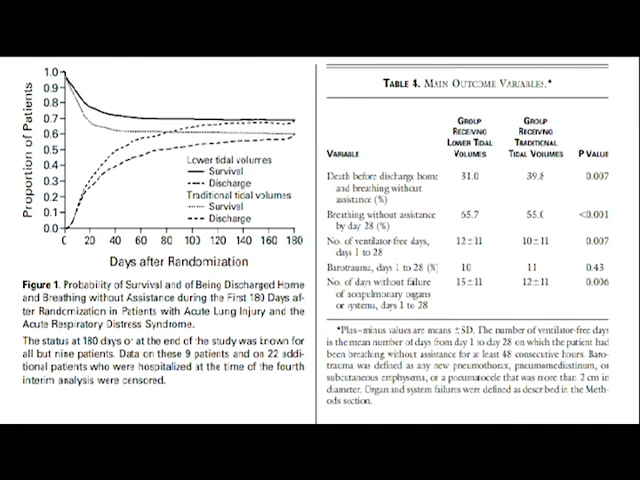 1.0
0.9
0.8
0.7
0.6
0.5
0.4
0.3
0.2
0.1
0.0
Proportion of Patients
Lower tidal volumes
Survival
Discharge
Traditional tidal volumes
Survival
Discharge
0 20 40 60 80 100 120 140 160 180
Days after Randomization
Figure 1. Probability of Survival and of Being Discharged Home
and Breathing without Assistance during the First 180 Days af-
ter Randomization in Patients with Acute Lung Injury and the
Acute Respiratory Distress Syndrome.
The status at 180 days or at the end of the study was known for
all but nine patients. Data on these 9 patients and on 22 addi-
tional patients who were hospitalized at the time of the fourth
interim analysis were censored.
TABLE 4. MAIN OUTCOME VARIABLES.*
VARIABLE
GROUP
RECEIVING
LOWER TIDAL
VOLUMES
GROUP
RECEIVING
TRADITIONAL
TIDAL VOLUMES
P VALUE
Death before discharge home 31.0 39.8 0.007
and breathing without
assistance (%)
Breathing without assistance 65.7 55.0 <0.001
by day 28 (%)
No. of ventilator-free days, 12±11 10±11 0.007
days 1 to 28
Barotrauma, days 1 to 28 (%) 10 11 0.43
No. of days without failure 15±11 12±11 0.006
of nonpulmonary organs
or systems, days 1 to 28
*Plus–minus values are means ±SD. The number of ventilator-free days
is the mean number of days from day 1 to day 28 on which the patient had
been breathing without assistance for at least 48 consecutive hours. Baro-
trauma was defined as any new pneumothorax, pneumomediastinum, or
subcutaneous emphysema, or a pneumatocele that was more than 2 cm in
diameter. Organ and system failures were defined as described in the Meth-
ods section.